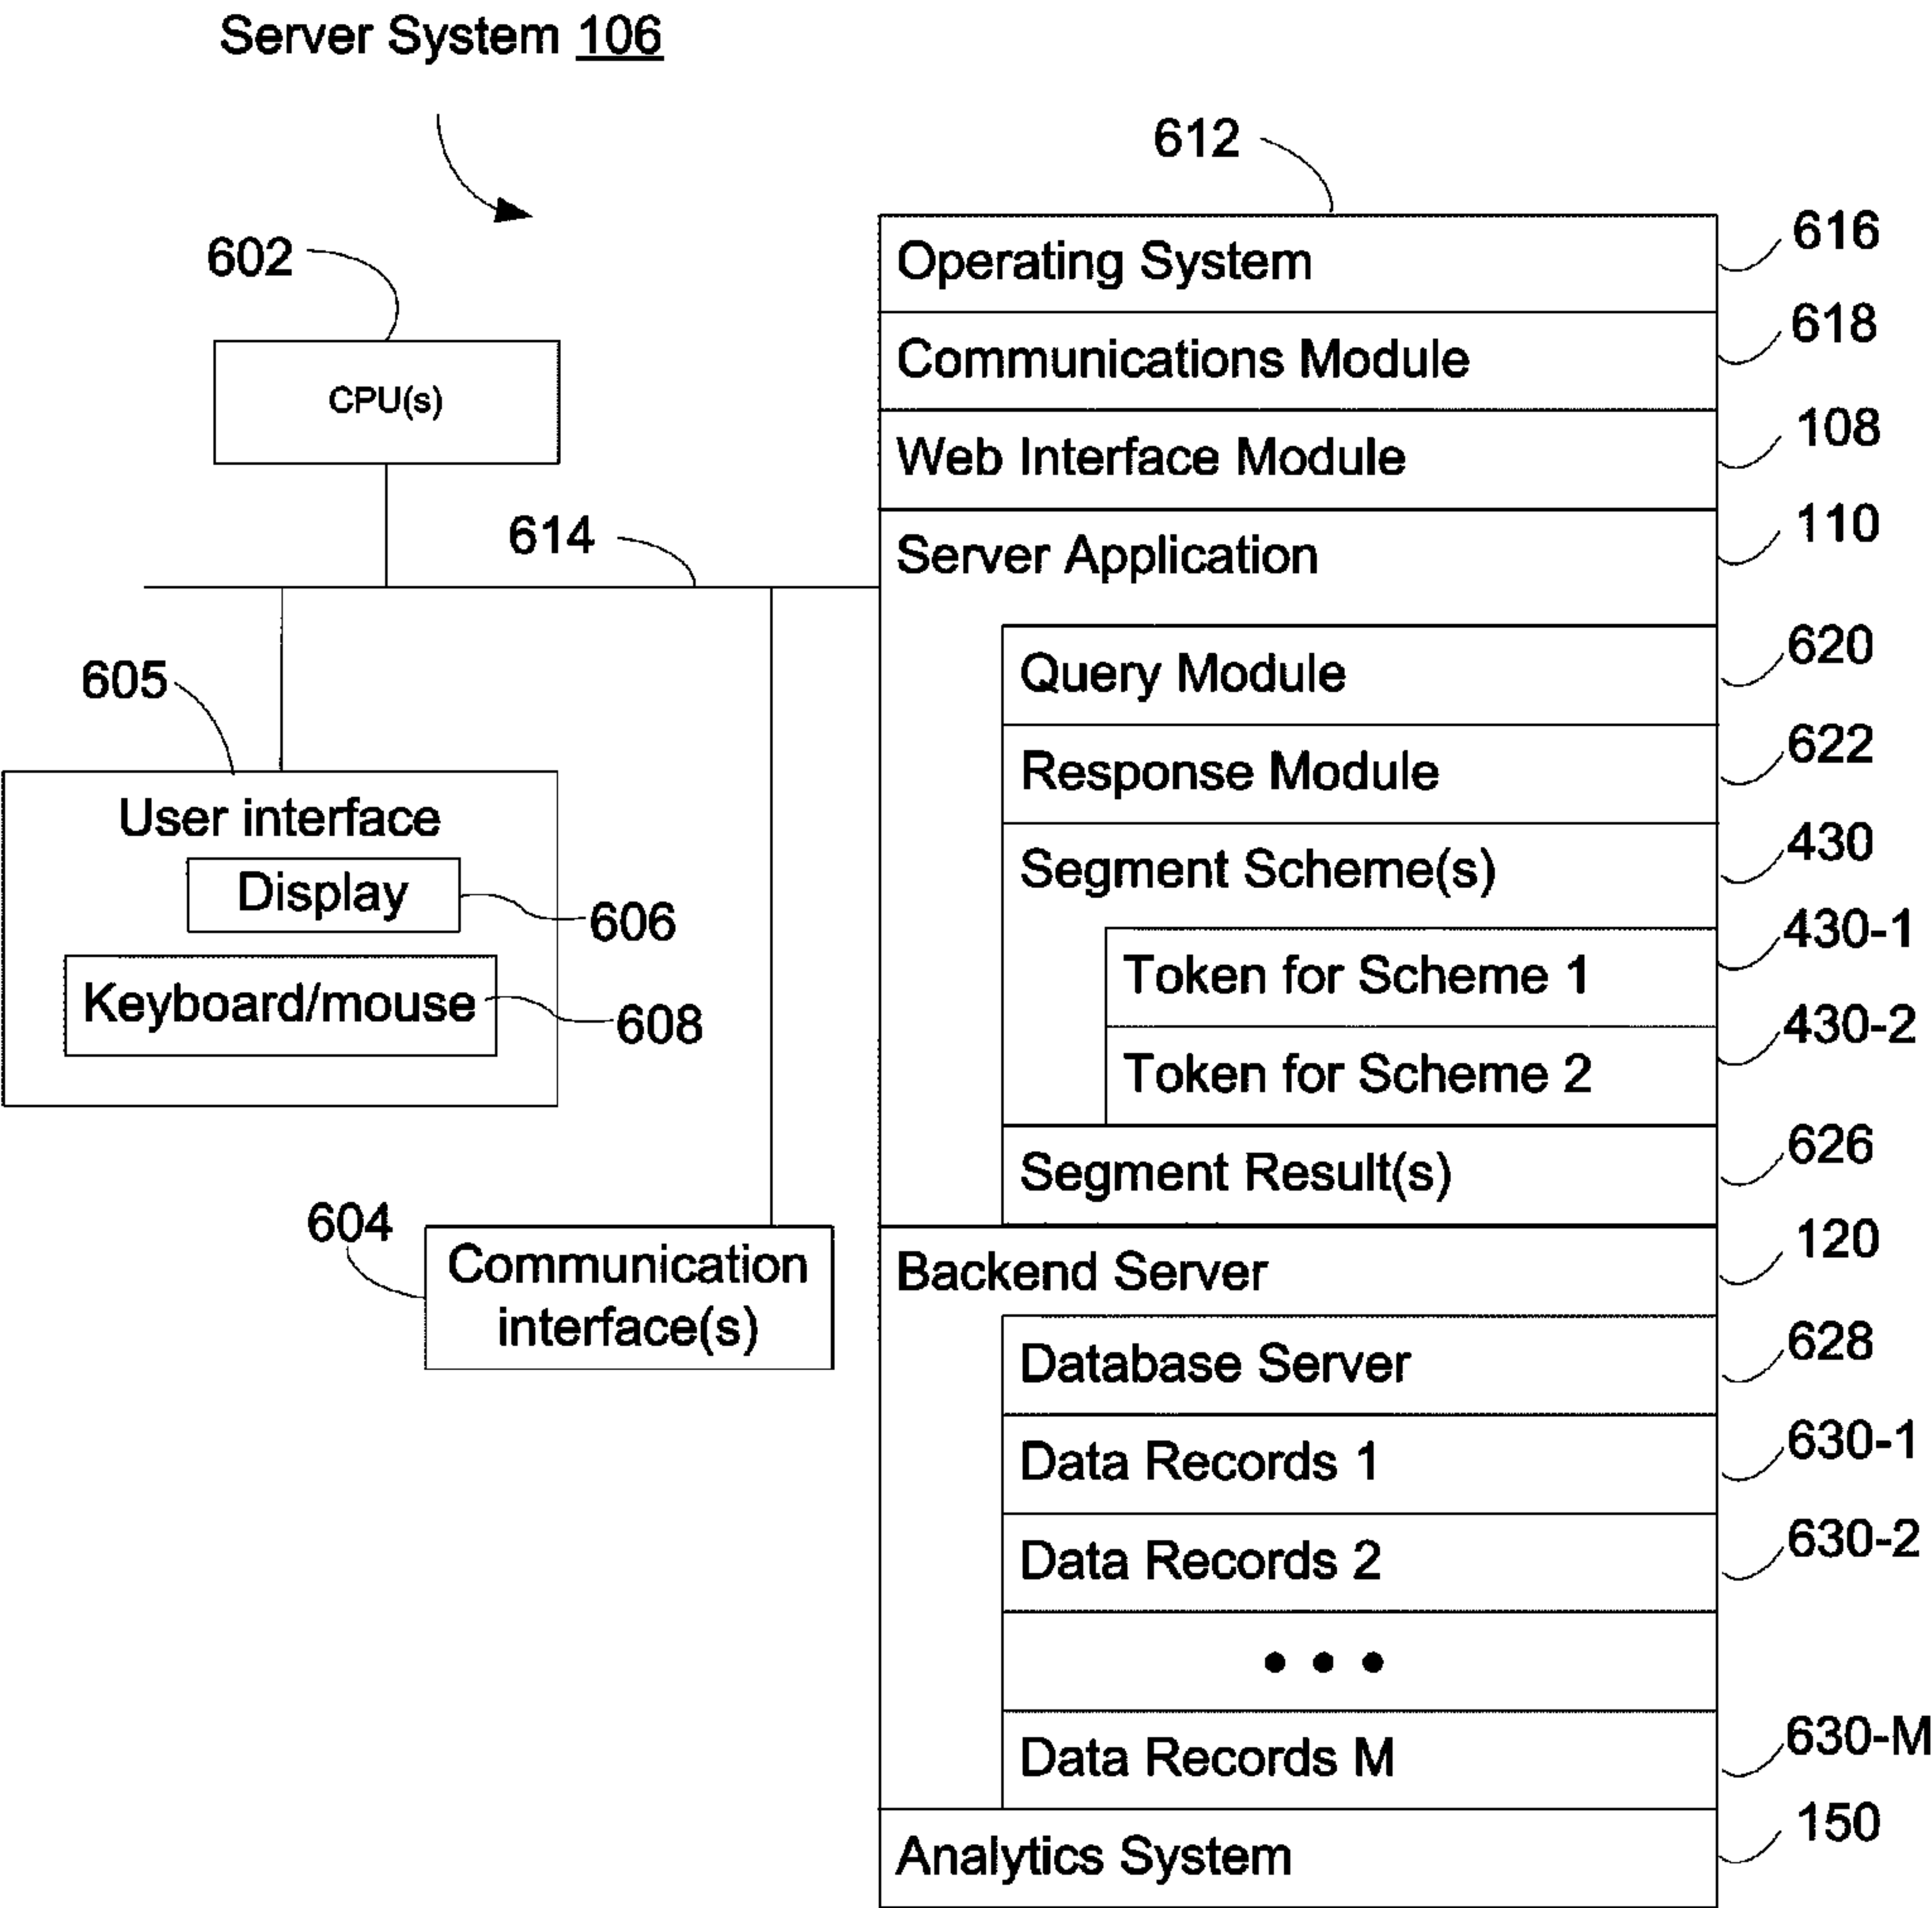 Server System 106
612
602
CPU(s)
614
605
User interface
Display
606
Keyboard/mouse
608
604
Communication
interface(s)
Operating System 616
Communications Module 618
Web Interface Module 108
Server Application 110
Query Module 620
Response Module 622
Segment Scheme(s) 430
Token for Scheme 1 430-1
Token for Scheme 2 430-2
Segment Result(s) 626
Backend Server 120
Database Server 628
Data Records 1 630-1
Data Records 2 630-2
• • •
Data Records M 630-M
Analytics System 150